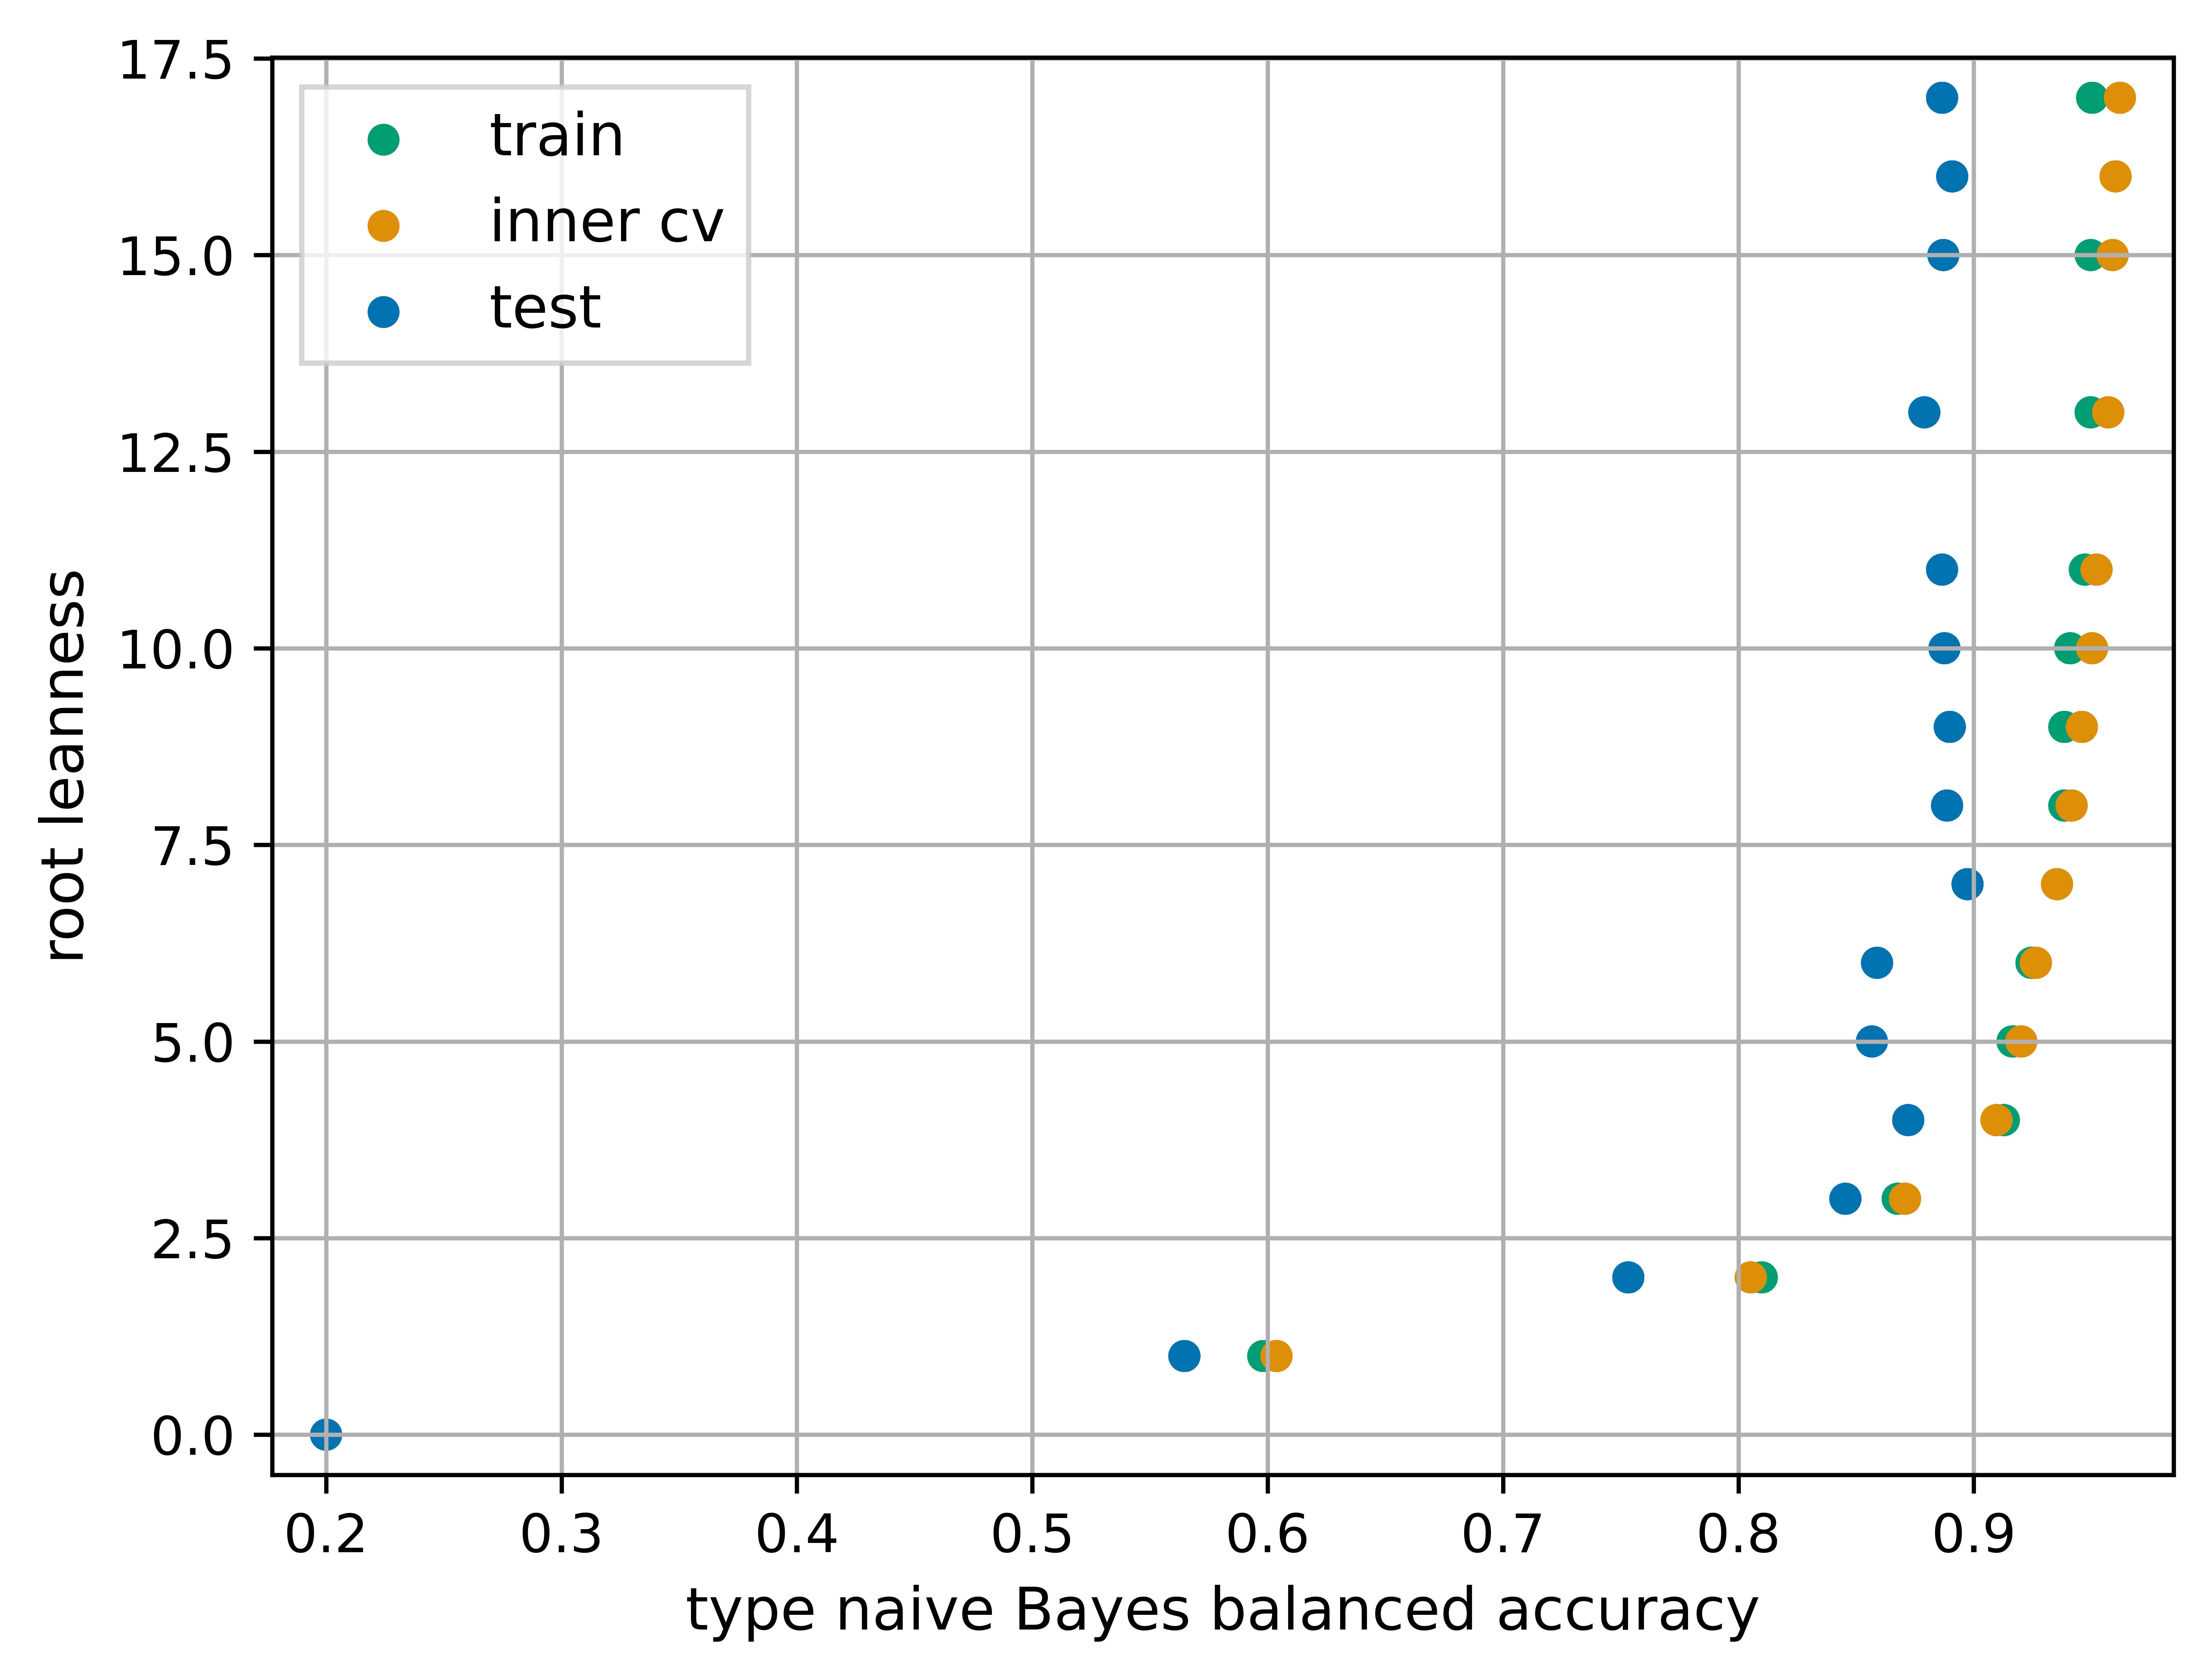 17.5
15.0
12.5
10.0
7.5
5.0
2.5
0.0
root leanness
train
inner cv
test
0.2 0.3 0.4 0.5 0.6 0.7 0.8 0.9
type naive Bayes balanced accuracy